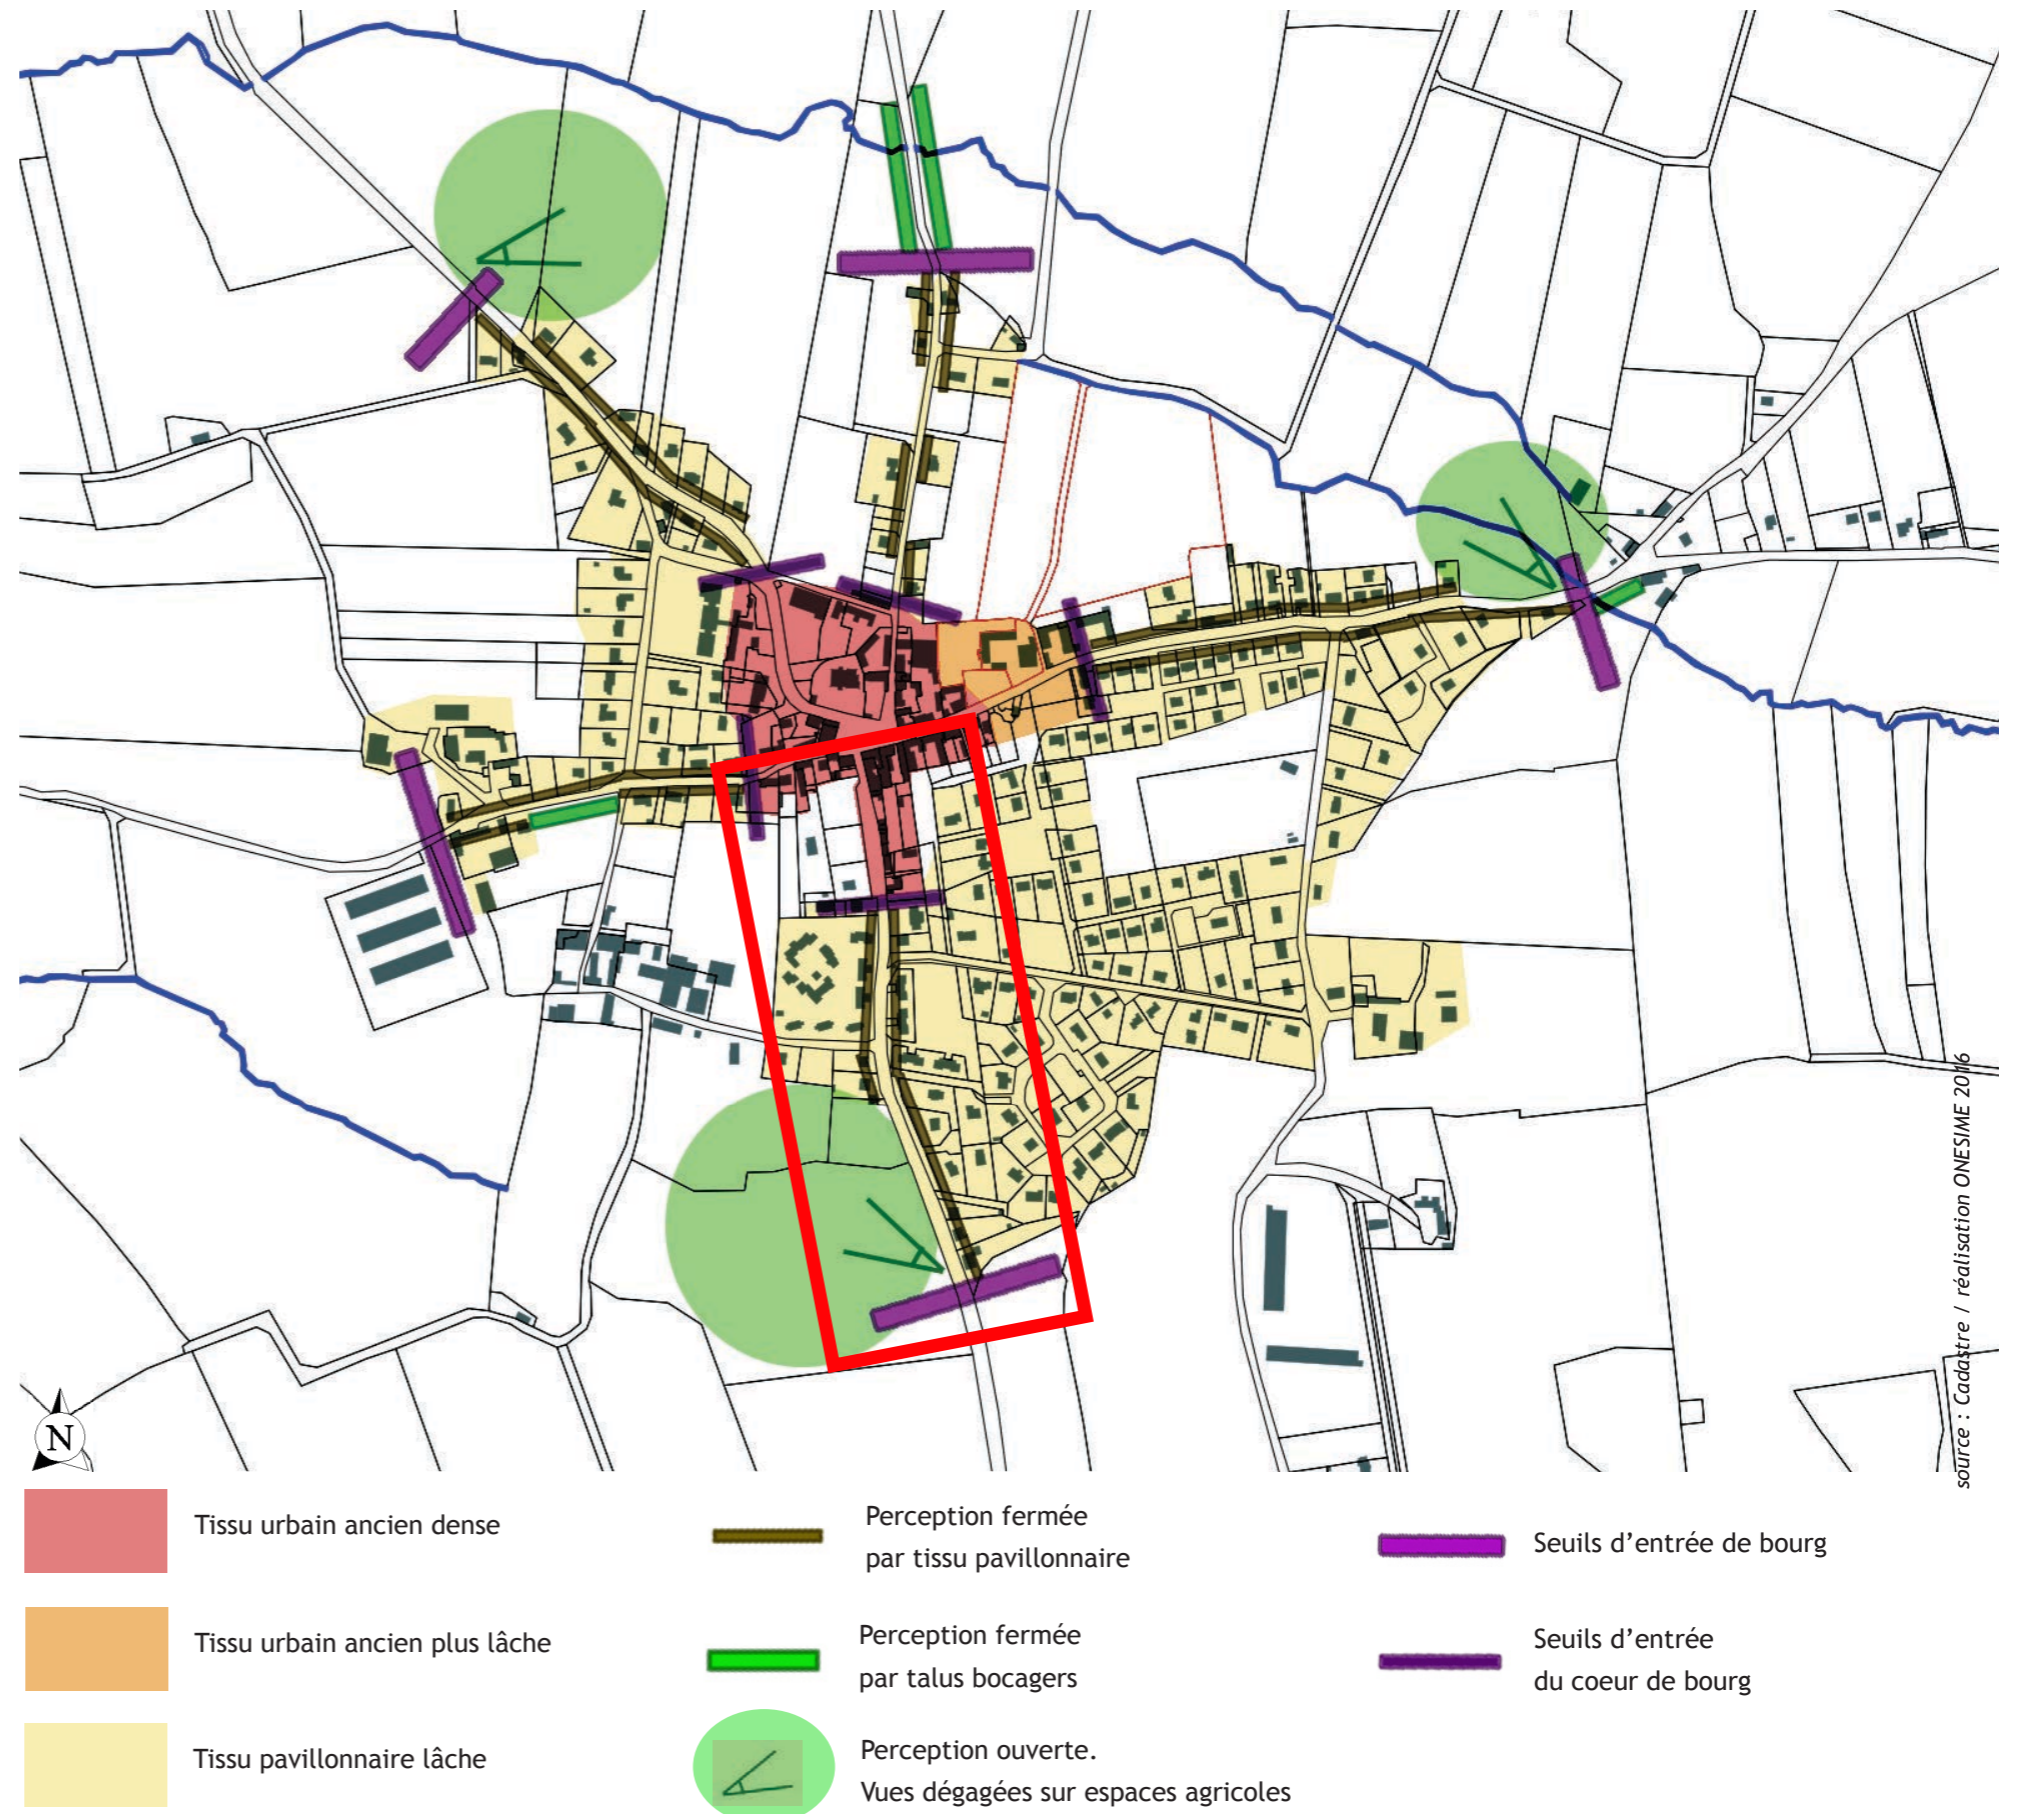 source : Cadastre / réalisation ONESIME 2016
N
Tissu urbain ancien dense
Tissu urbain ancien plus lâche
Tissu pavillonnaire lâche
Perception fermée
par tissu pavillonnaire
Perception fermée
par talus bocagers
Perception ouverte.
Vues dégagées sur espaces agricoles
Seuils d’entrée de bourg
Seuils d’entrée
du coeur de bourg